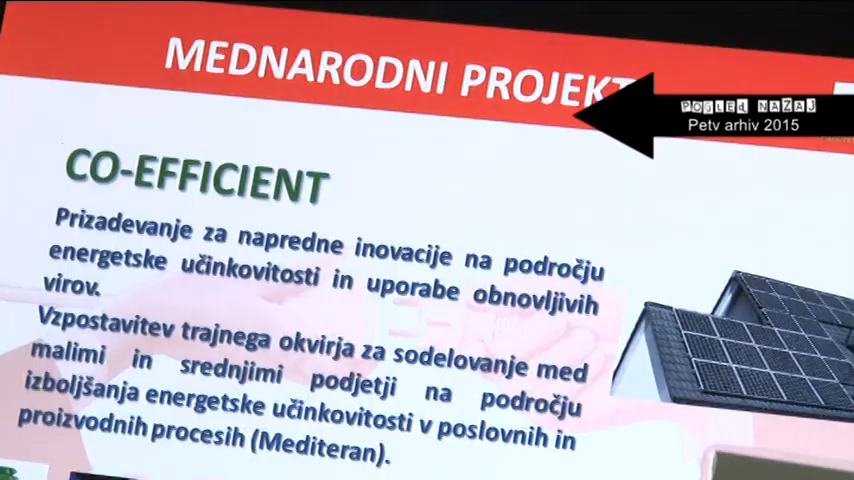 MEDNARODNI PROJEKT
POGLED NAZAJ
Petv arhiv 2015
CO-EFFICIENT
Prizadevanje za napredne inovacije na področju
energetske učinkovitosti in uporabe obnovljivih
virov.
Vzpostavitev trajnega okvirja za sodelovanje med
malimi in srednjimi podjetji na področju
izboljšanja energetske učinkovitosti v poslovnih in
proizvodnih procesih (Mediteran).